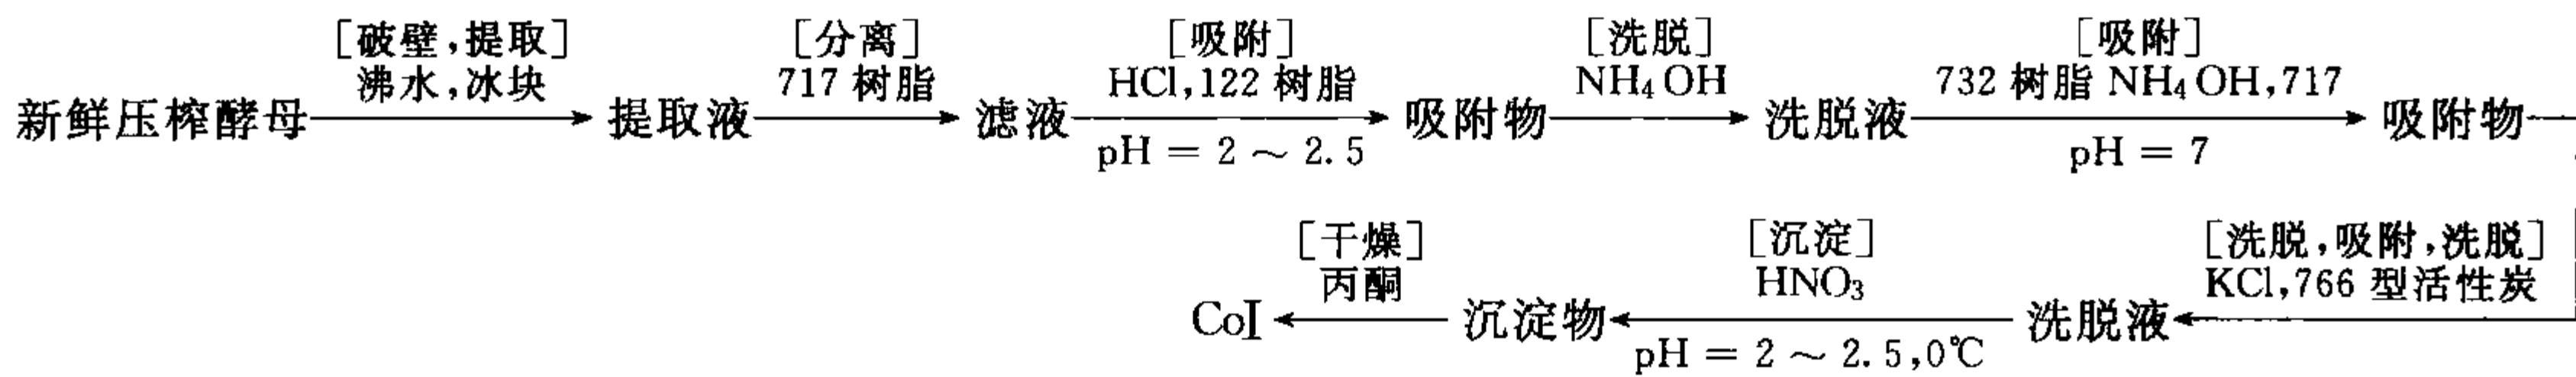 [破壁,提取] [分离] [吸附] [洗脱] [吸附]
沸水,冰块 717 树脂 HCl,122 树脂 NH₄OH 732 树脂 NH₄OH,717
新鲜压榨酵母 提取液 滤液 吸附物 洗脱液 吸附物
pH = 2 ~ 2.5 pH = 7
[干燥] [沉淀] [洗脱,吸附,洗脱]
丙酮 HNO₃ KCl,766 型活性炭
CoⅠ 沉淀物 洗脱液
pH = 2 ~ 2.5,0℃